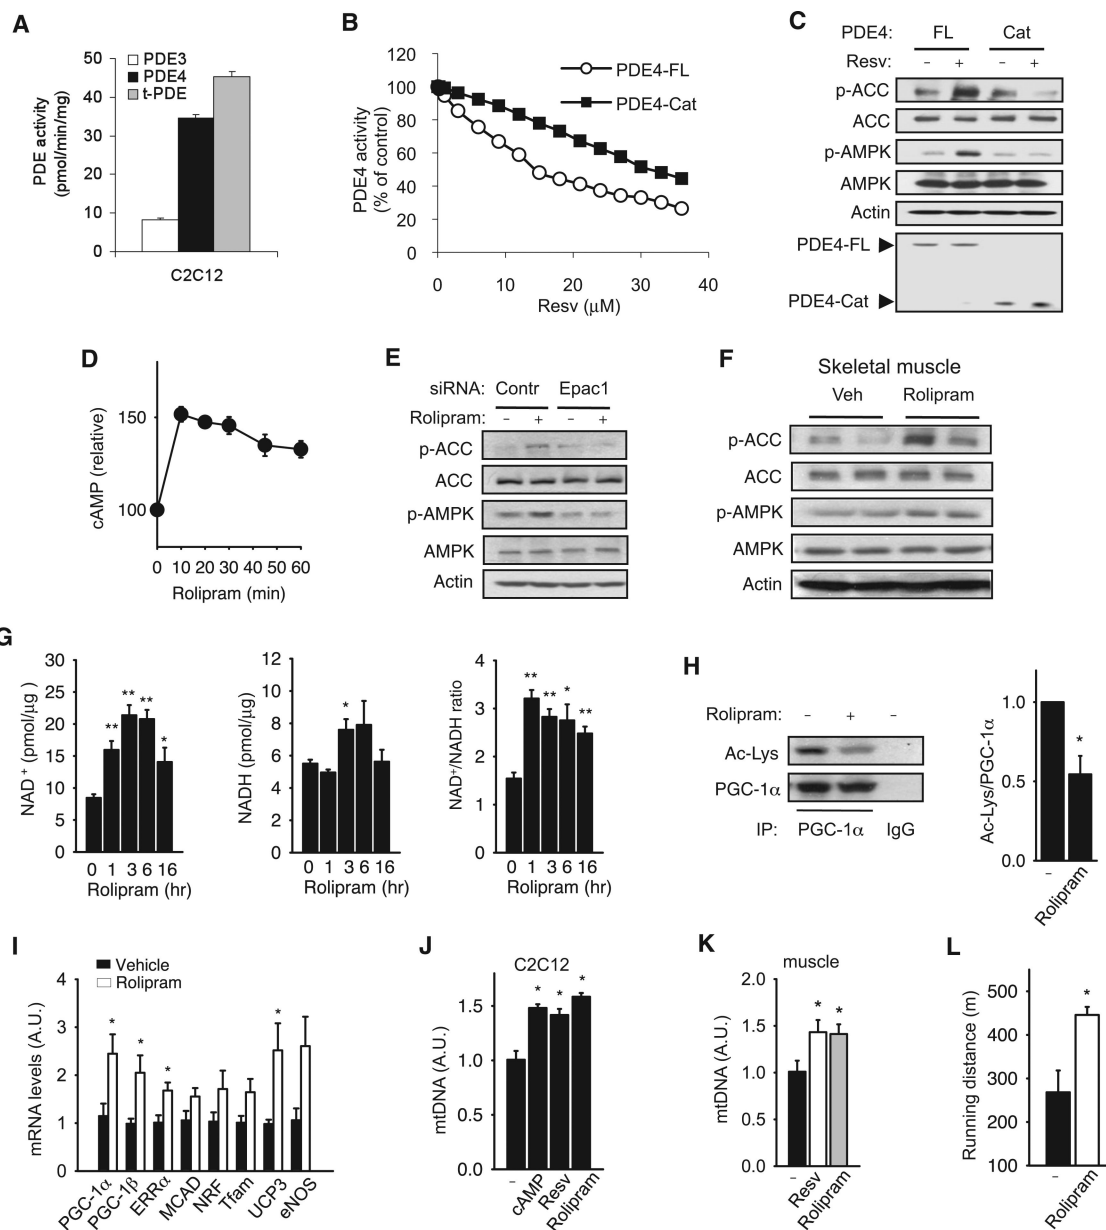 A
50
40
30
20
10
0
PDE activity
(pmol/min/mg)
PDE3
PDE4
t-PDE
C2C12
B
120
100
80
60
40
20
0
PDE4 activity
(% of control)
PDE4-FL
PDE4-Cat
0 10 20 30 40
Resv (μM)
C
PDE4: FL Cat
Resv: − + − +
p-ACC
ACC
p-AMPK
AMPK
Actin
PDE4-FL
PDE4-Cat
D
150
100
cAMP (relative)
0 10 20 30 40 50 60
Rolipram (min)
E
siRNA: Contr Epac1
Rolipram: − + − +
p-ACC
ACC
p-AMPK
AMPK
Actin
F
Skeletal muscle
Veh Rolipram
p-ACC
ACC
p-AMPK
AMPK
Actin
G
30
25
20
15
10
5
0
NAD⁺ (pmol/μg)
** ** ** *
0 1 3 6 16
Rolipram (hr)
12
10
8
6
4
2
0
NADH (pmol/μg)
*
0 1 3 6 16
Rolipram (hr)
4
3
2
1
0
NAD⁺/NADH ratio
** ** * **
0 1 3 6 16
Rolipram (hr)
H
Rolipram: − + −
Ac-Lys
PGC-1α
IP: PGC-1α IgG
1.0
0.5
0.0
Ac-Lys/PGC-1α
*
− Rolipram
I
Vehicle
Rolipram
4
3
2
1
0
mRNA levels (A.U.)
* * * *
PGC-1α PGC-1β ERRα MCAD NRF Tfam UCP3 eNOS
J
C2C12
1.5
1.0
0.5
0.0
mtDNA (A.U.)
* * *
− cAMP Resv Rolipram
K
muscle
2.0
1.5
1.0
0.5
0.0
mtDNA (A.U.)
* *
− Resv Rolipram
L
500
400
300
200
100
Running distance (m)
*
− Rolipram